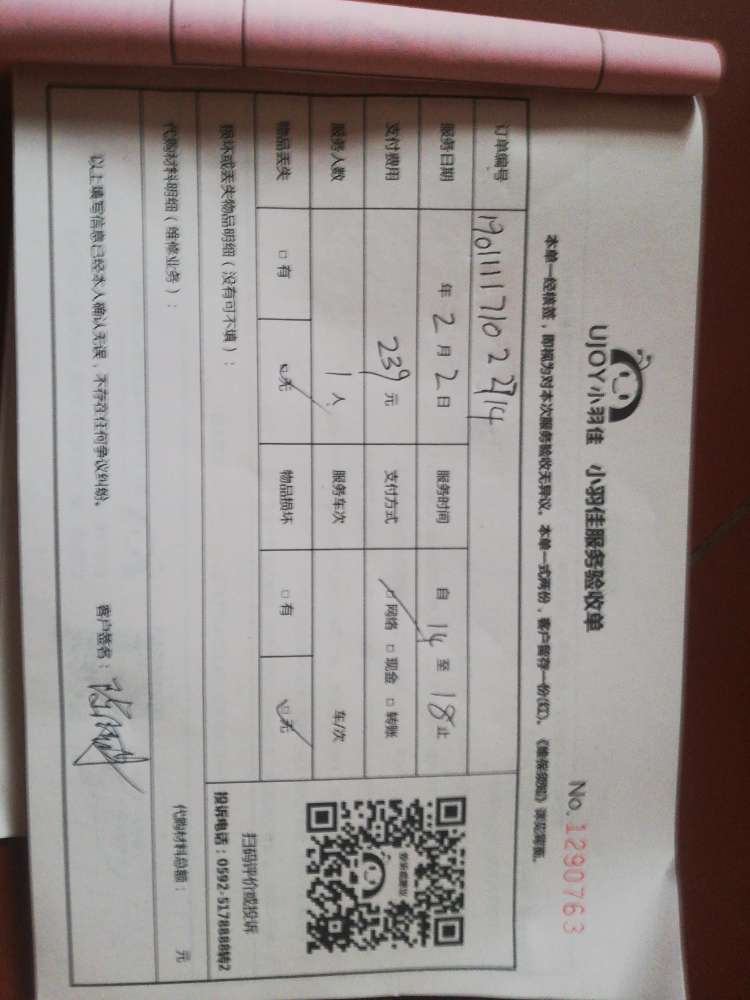 UJOY小羽佳 小羽佳服务验收单
No. 1290763
本单一经核签，即视为对本次服务验收无异议。本单一式两份，客户留存一份(红)。《维保须知》详见背面。
订单编号 190111171022714
服务日期 年 2 月 2 日 服务时间 自 14 至 18 止
支付费用 239 元 支付方式 □网络 □现金 □转账
服务人数 1 人 服务车次 车/次
物品丢失 □有 □无 物品损坏 □有 □无
损坏或丢失物品明细（没有可不填）：
扫码评价或投诉
投诉电话：0592-5178888转2
代购材料明细（维修业务）： 代购材料总额： 元
以上填写信息已经本人确认无误，不存在任何争议纠纷。 客户签名：